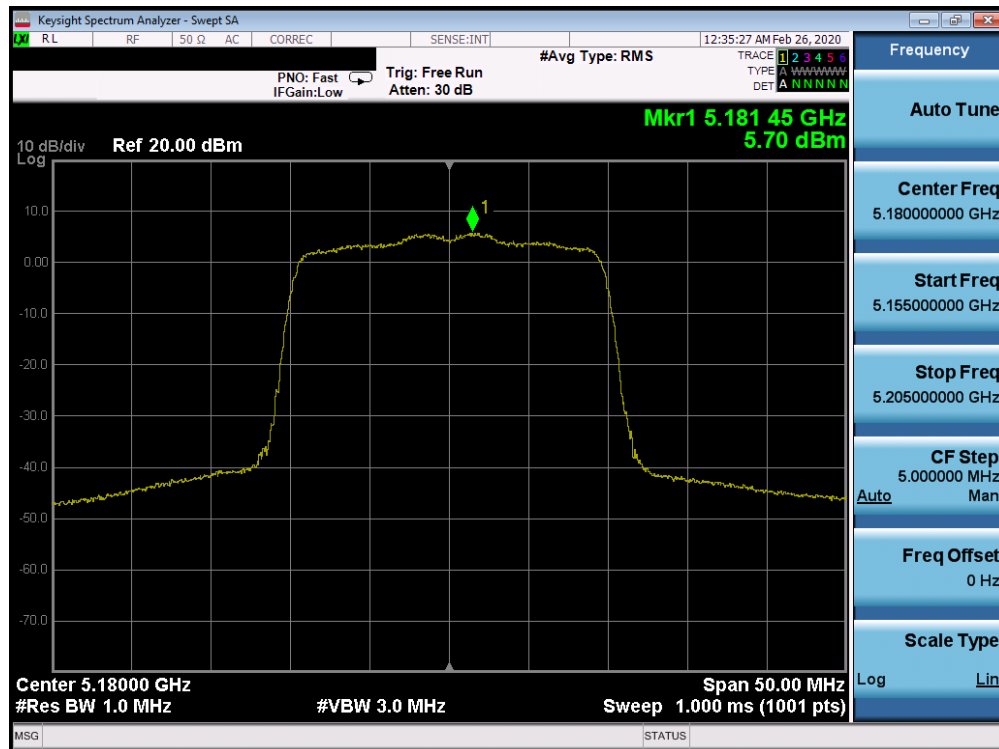 Keysight Spectrum Analyzer - Swept SA
LXI RL RF 50 Ω AC CORREC SENSE:INT 12:35:27 AM Feb 26, 2020
#Avg Type: RMS
TRACE 1 2 3 4 5 6
PNO: Fast Trig: Free Run
TYPE A WWWWW
IFGain:Low Atten: 30 dB
DET A N N N N N
Mkr1 5.181 45 GHz
5.70 dBm
10 dB/div Ref 20.00 dBm
Log
1
10.0
0.00
-10.0
-20.0
-30.0
-40.0
-50.0
-60.0
-70.0
Center 5.18000 GHz Span 50.00 MHz
#Res BW 1.0 MHz #VBW 3.0 MHz Sweep 1.000 ms (1001 pts)
MSG STATUS
Frequency
Auto Tune
Center Freq
5.180000000 GHz
Start Freq
5.155000000 GHz
Stop Freq
5.205000000 GHz
CF Step
5.000000 MHz
Auto Man
Freq Offset
0 Hz
Scale Type
Log Lin